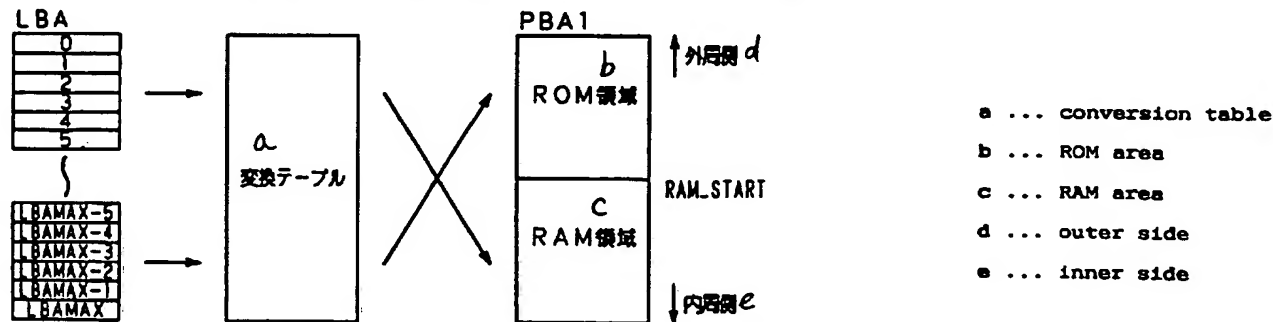 LBA
0
1
2
3
4
5
LBAMAX-5
LBAMAX-4
LBAMAX-3
LBAMAX-2
LBAMAX-1
LBAMAX
a
変換テーブル
PBA1
b
ROM領域
RAM_START
c
RAM領域
外周側 d
内周側 e
a ... conversion table
b ... ROM area
c ... RAM area
d ... outer side
e ... inner side